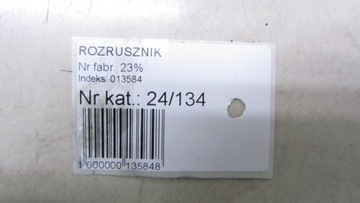 ROZRUSZNIK
Nr fabr. 23%
Indeks: 013584
Nr kat.: 24/134
1 000000 135848